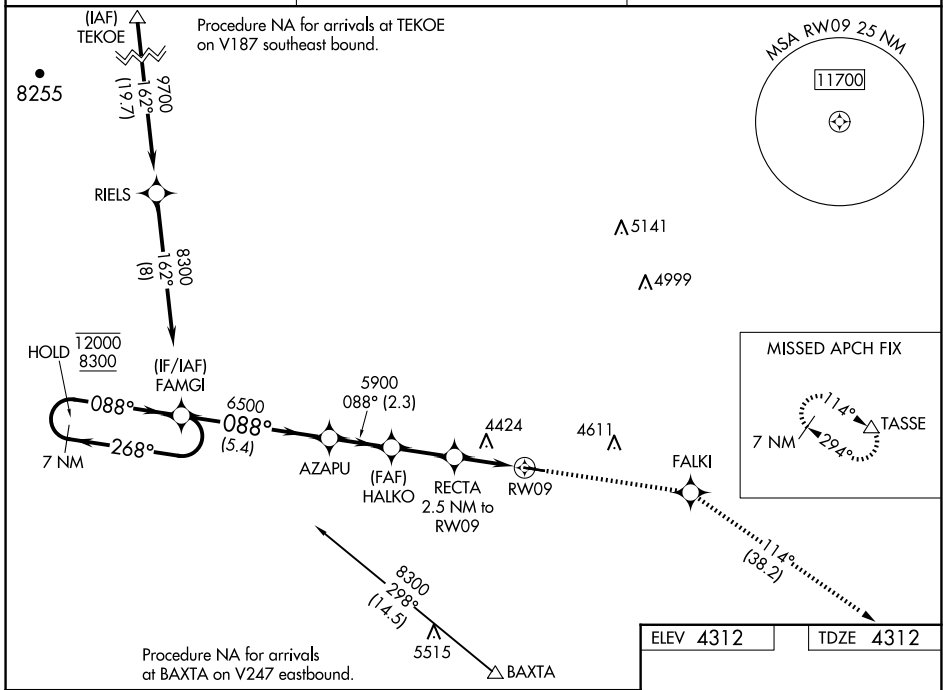 (IAF)
TEKOE
Procedure NA for arrivals at TEKOE
on V187 southeast bound.
MSA RW09 25 NM
11700
8255
9700
162°
(19.7)
RIELS
8300
162°
(8)
5141
4999
HOLD
12000
8300
(IF/IAF)
FAMGI
088°
268°
7 NM
6500
088°
(5.4)
5900
088° (2.3)
AZAPU
(FAF)
HALKO
4424
RECTA
2.5 NM to
RW09
RW09
4611
FALKI
114°
(38.2)
MISSED APCH FIX
114°
TASSE
7 NM
294°
8300
298°
(14.5)
5515
BAXTA
Procedure NA for arrivals
at BAXTA on V247 eastbound.
ELEV 4312
TDZE 4312